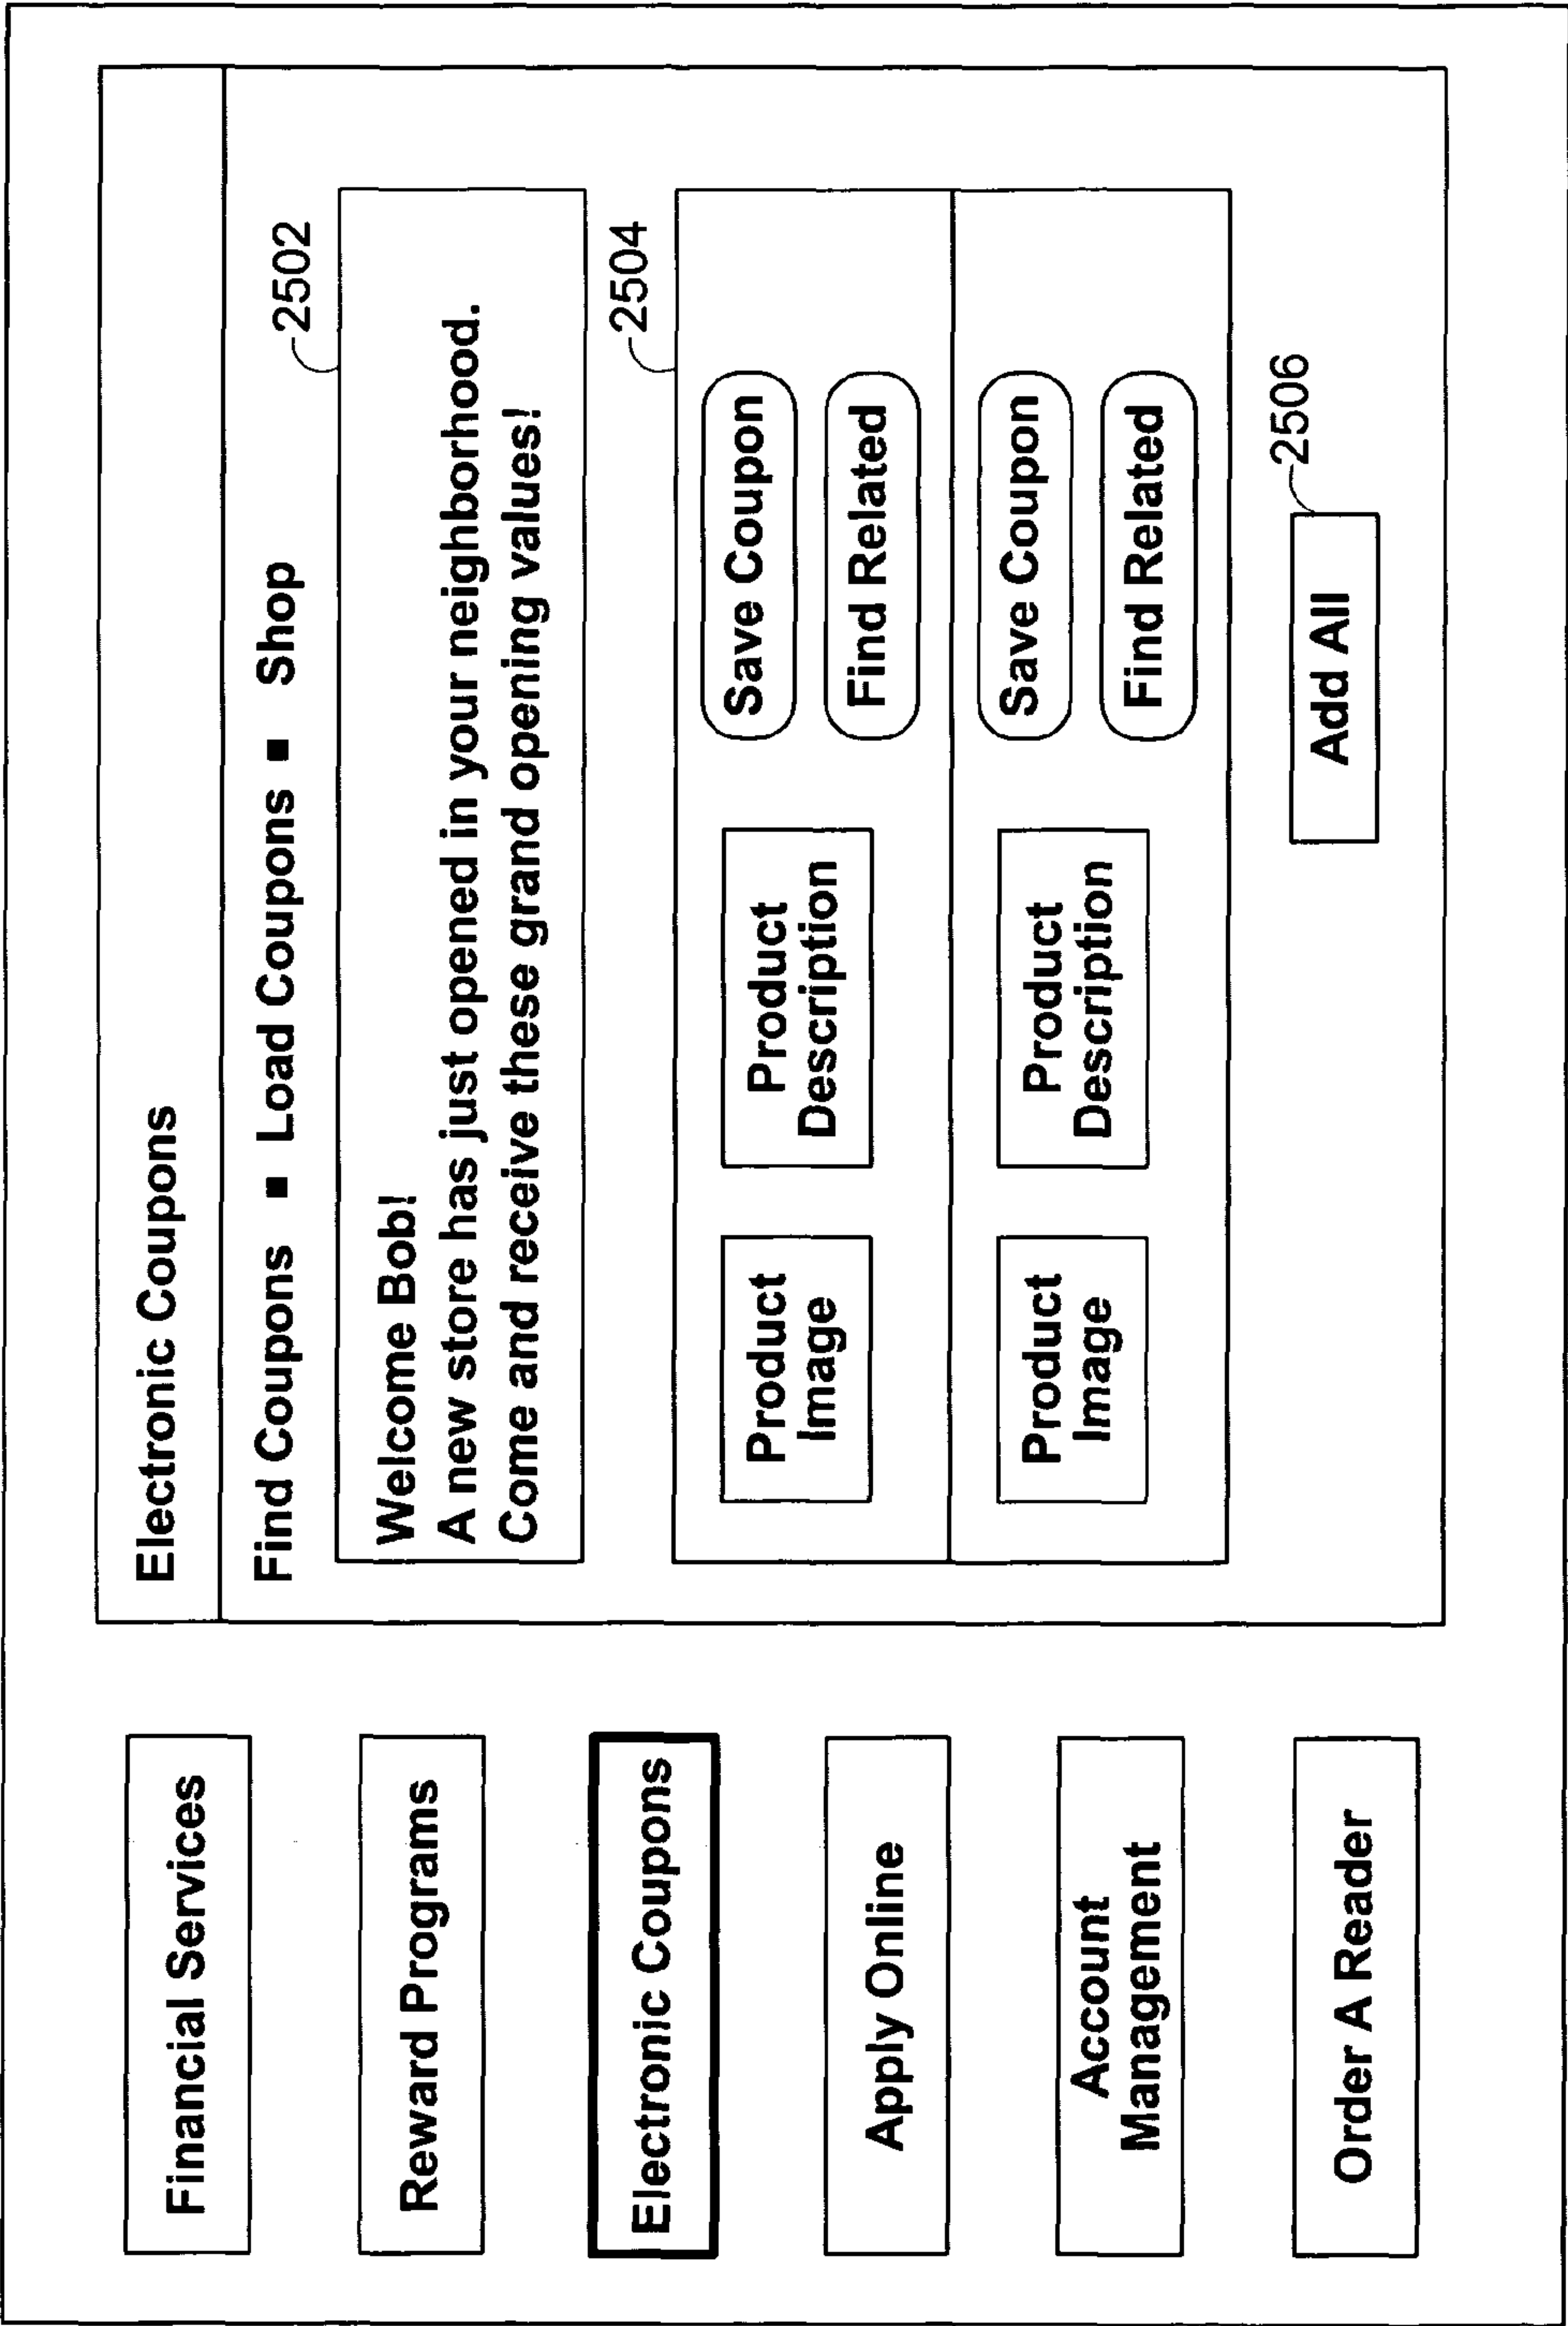 Financial Services
Reward Programs
Electronic Coupons
Apply Online
Account
Management
Order A Reader
Electronic Coupons
Find Coupons ■ Load Coupons ■ Shop
2502
Welcome Bob!
A new store has just opened in your neighborhood.
Come and receive these grand opening values!
2504
Product
Image
Product
Description
Save Coupon
Find Related
Product
Image
Product
Description
Save Coupon
Find Related
2506
Add All